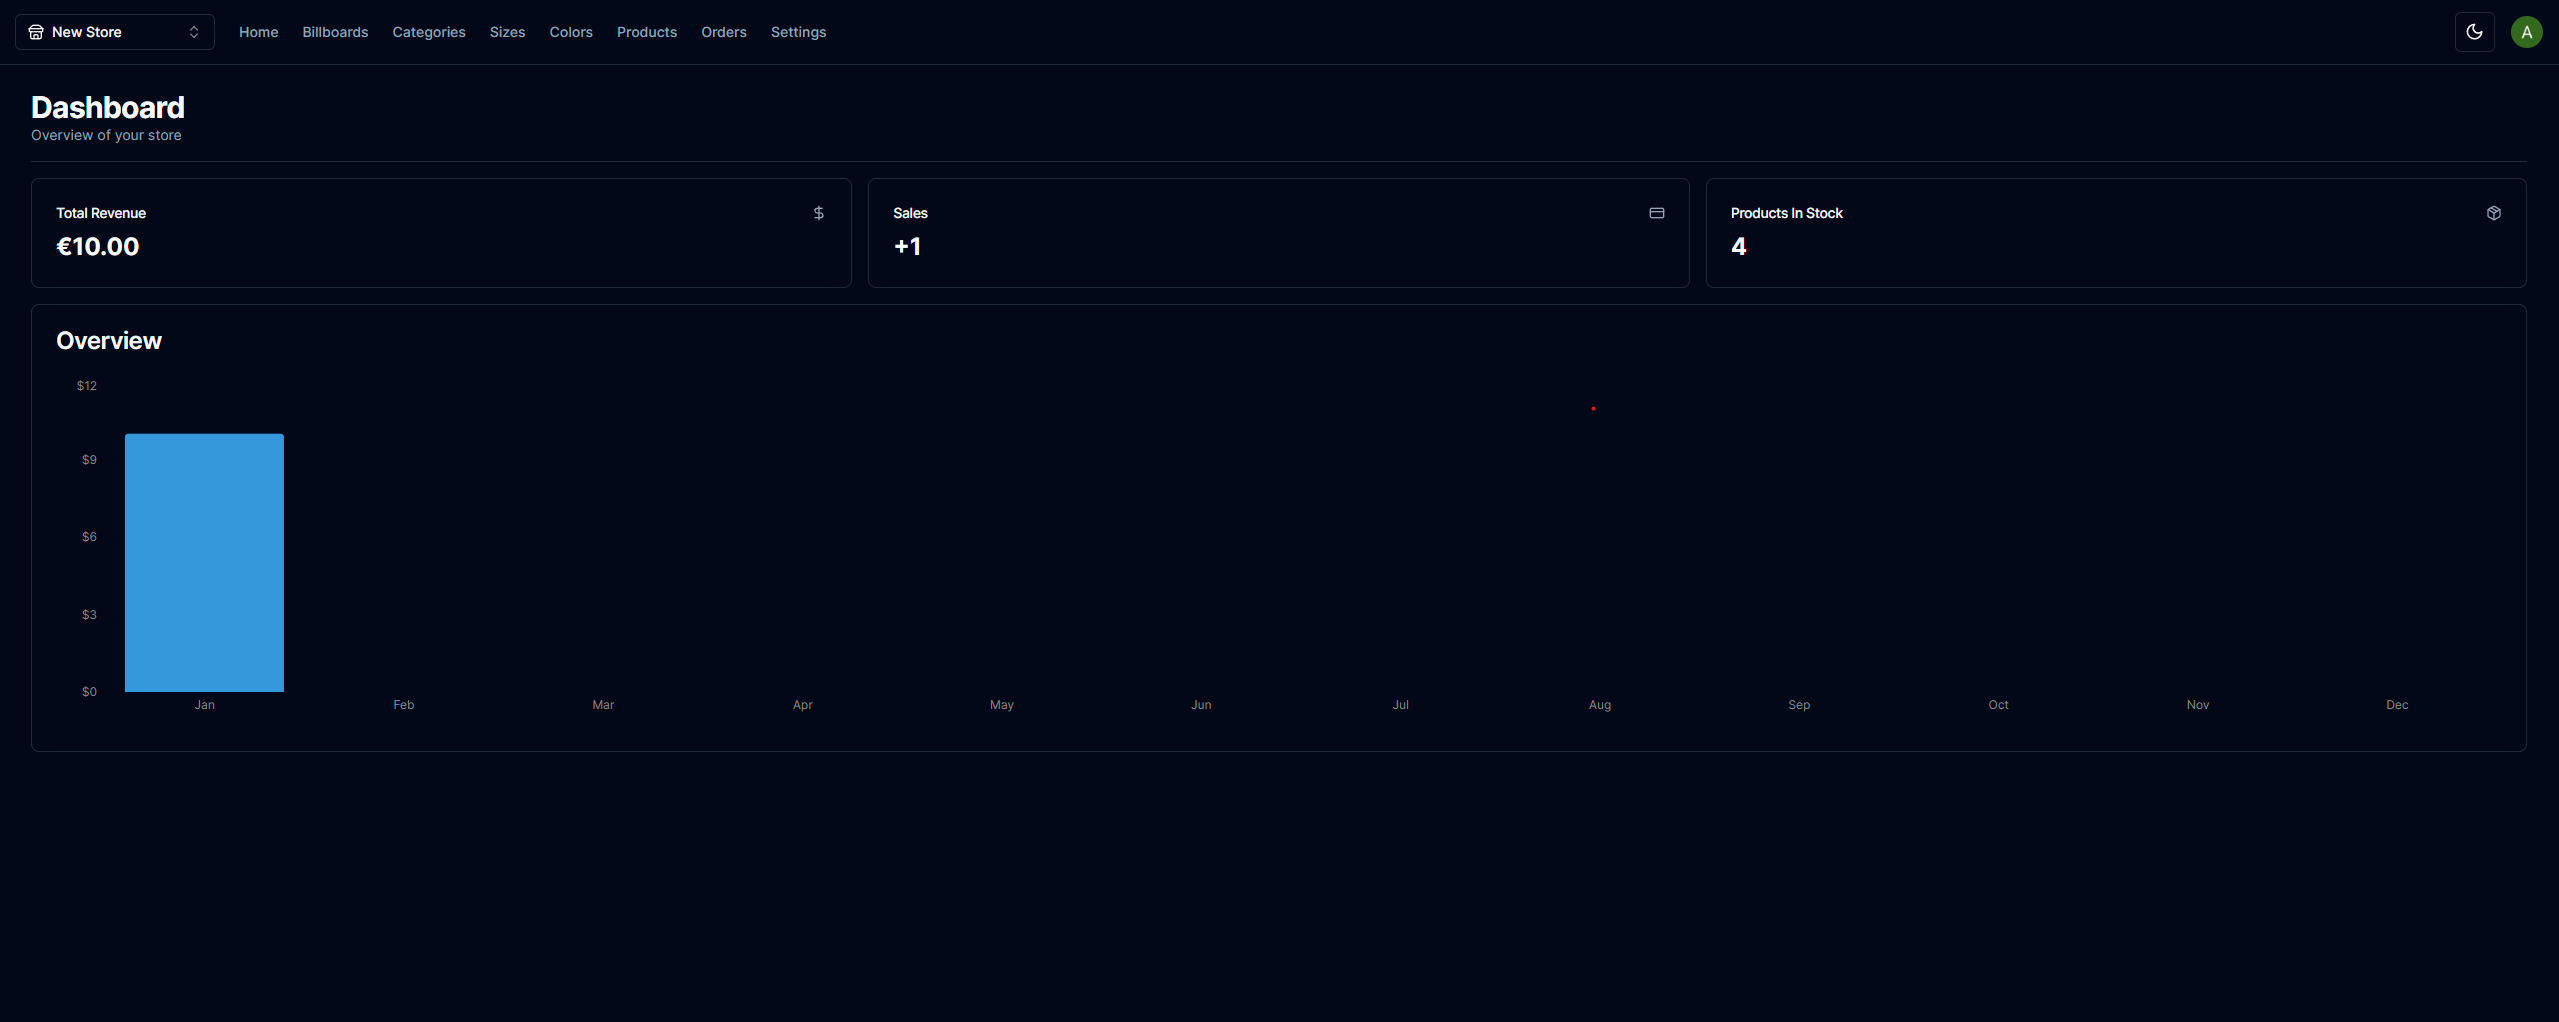 New Store Home Billboards Categories Sizes Colors Products Orders Settings A
Dashboard
Overview of your store
Total Revenue
€10.00
Sales
+1
Products In Stock
4
Overview
$12
$9
$6
$3
$0
Jan Feb Mar Apr May Jun Jul Aug Sep Oct Nov Dec